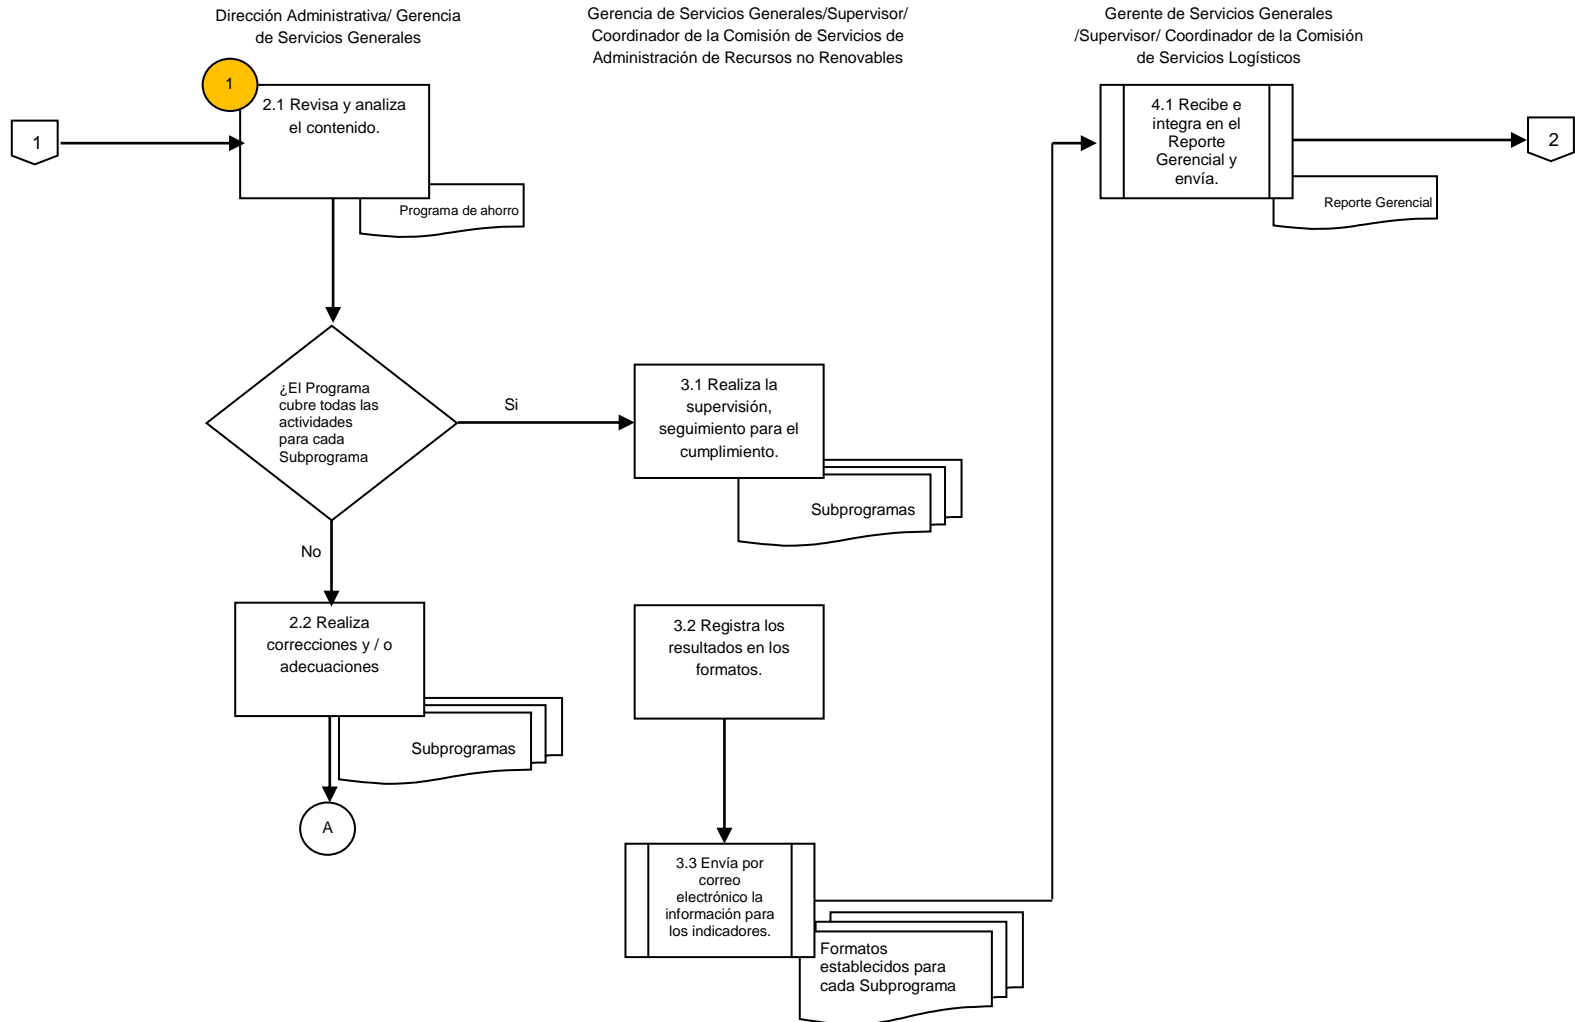 Dirección Administrativa/ Gerencia
de Servicios Generales
Gerencia de Servicios Generales/Supervisor/
Coordinador de la Comisión de Servicios de
Administración de Recursos no Renovables
Gerente de Servicios Generales
/Supervisor/ Coordinador de la Comisión
de Servicios Logísticos
1
1
2.1 Revisa y analiza
el contenido.
Programa de ahorro
4.1 Recibe e
integra en el
Reporte
Gerencial y
envía.
Reporte Gerencial
2
¿El Programa
cubre todas las
actividades
para cada
Subprograma
Si
No
3.1 Realiza la
supervisión,
seguimiento para el
cumplimiento.
Subprogramas
2.2 Realiza
correcciones y / o
adecuaciones
Subprogramas
A
3.2 Registra los
resultados en los
formatos.
3.3 Envía por
correo
electrónico la
información para
los indicadores.
Formatos
establecidos para
cada Subprograma